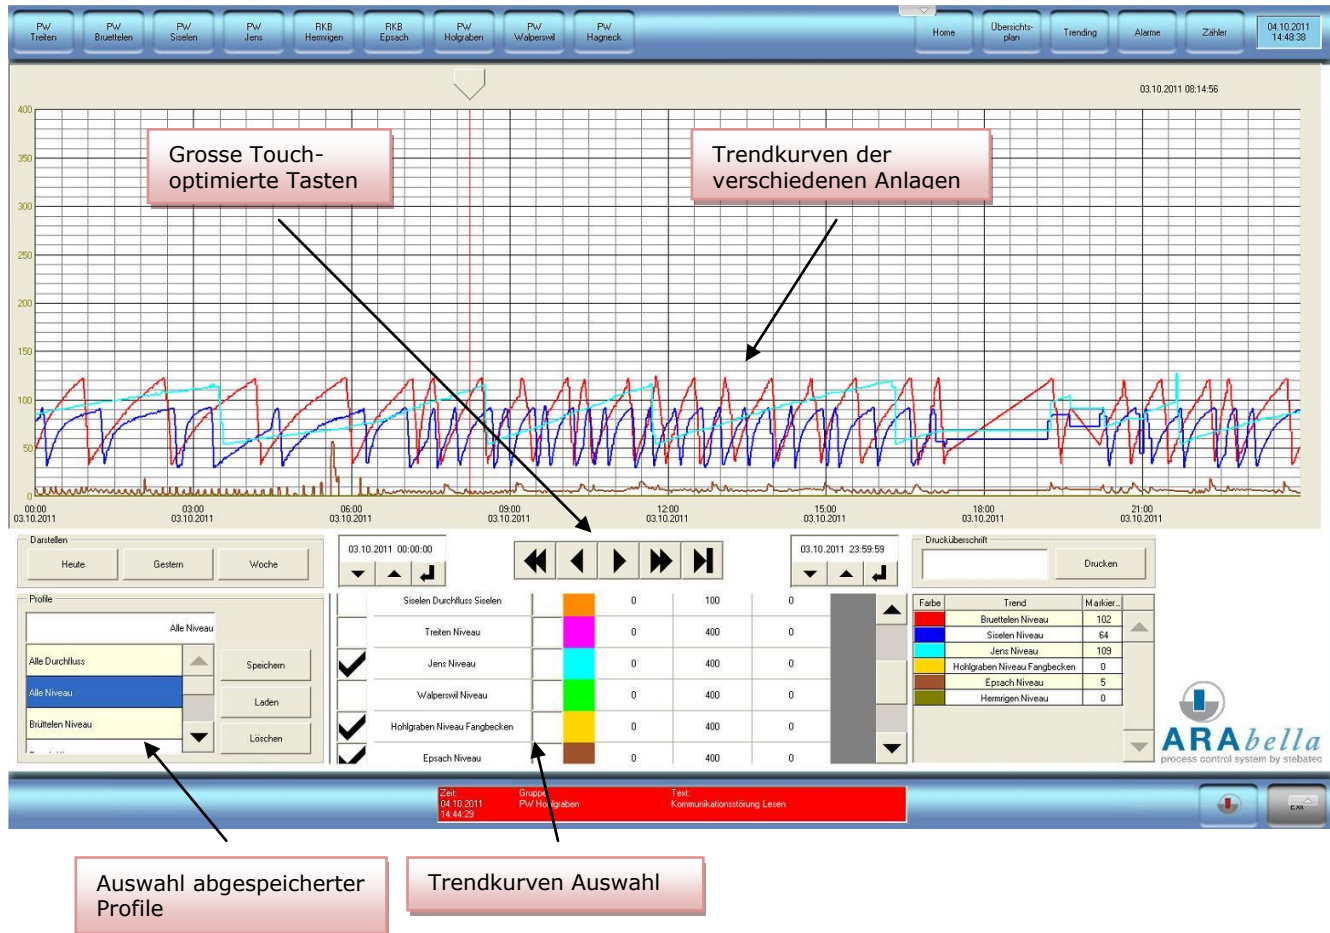 PW
Treiten
PW
Bruettelen
PW
Siselen
PW
Jens
RKB
Hermrigen
RKB
Epsach
PW
Holgraben
PW
Walperswil
PW
Hagneck
Home
Übersichts-
plan
Trending
Alarme
Zähler
04.10.2011
14:48:38
03.10.2011 08:14:56
400
350
300
250
200
150
100
50
0
Grosse Touch-
optimierte Tasten
Trendkurven der
verschiedenen Anlagen
00:00
03.10.2011
03:00
03.10.2011
06:00
03.10.2011
09:00
03.10.2011
12:00
03.10.2011
15:00
03.10.2011
18:00
03.10.2011
21:00
03.10.2011
Darstellen
Heute
Gestern
Woche
03.10.2011 00:00:00
03.10.2011 23:59:59
Drucküberschrift
Drucken
Profile
Alle Niveau
Alle Durchfluss
Alle Niveau
Brüttelen Niveau
Speichern
Laden
Löschen
Siselen Durchfluss Siselen 0 100 0
Treiten Niveau 0 400 0
Jens Niveau 0 400 0
Walperswil Niveau 0 400 0
Hohlgraben Niveau Fangbecken 0 400 0
Epsach Niveau 0 400 0
Farbe Trend Markier...
Bruettelen Niveau 102
Siselen Niveau 64
Jens Niveau 109
Hohlgraben Niveau Fangbecken 0
Epsach Niveau 5
Hermrigen Niveau 0
ARAbella
process control system by stebatec
Zeit:
04.10.2011
14:44:29
Gruppe:
PW Hohlgraben
Text:
Kommunikationsstörung Lesen
EXit
Auswahl abgespeicherter
Profile
Trendkurven Auswahl